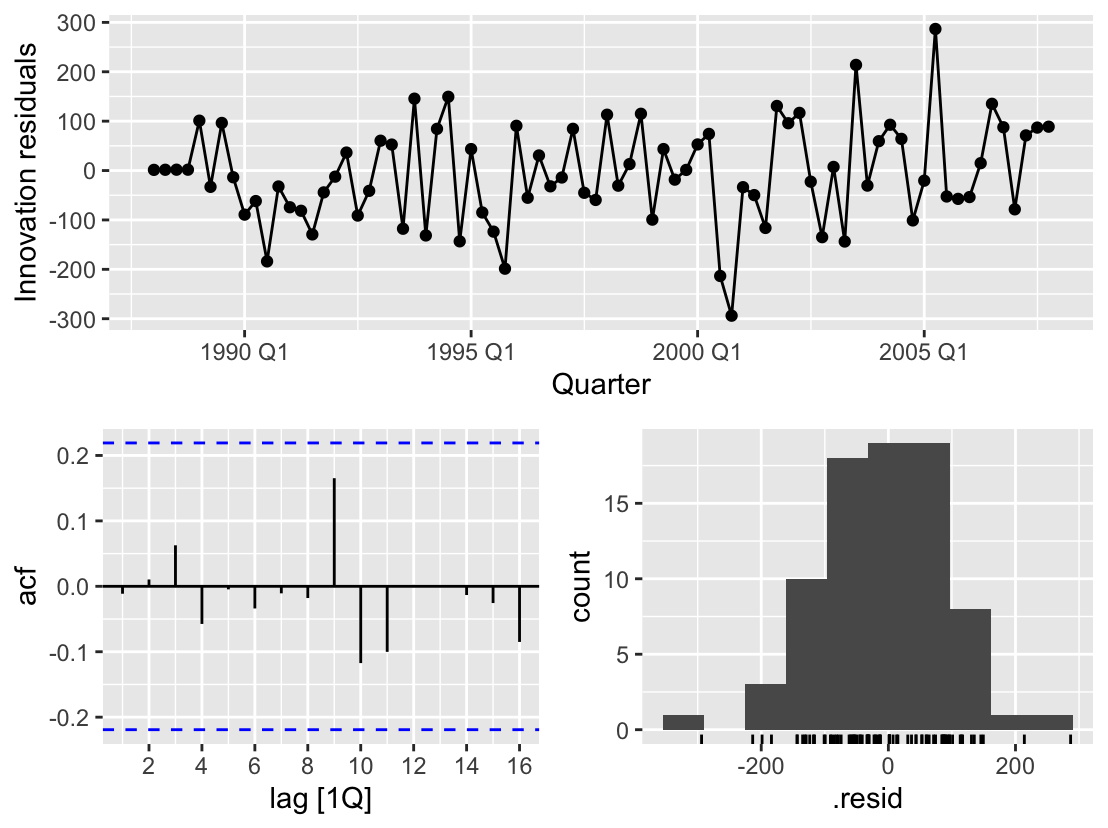 Innovation residuals
300
200
100
0
-100
-200
-300
1990 Q1 1995 Q1 2000 Q1 2005 Q1
Quarter
acf
0.2
0.1
0.0
-0.1
-0.2
2 4 6 8 10 12 14 16
lag [1Q]
count
15
10
5
0
-200 0 200
.resid